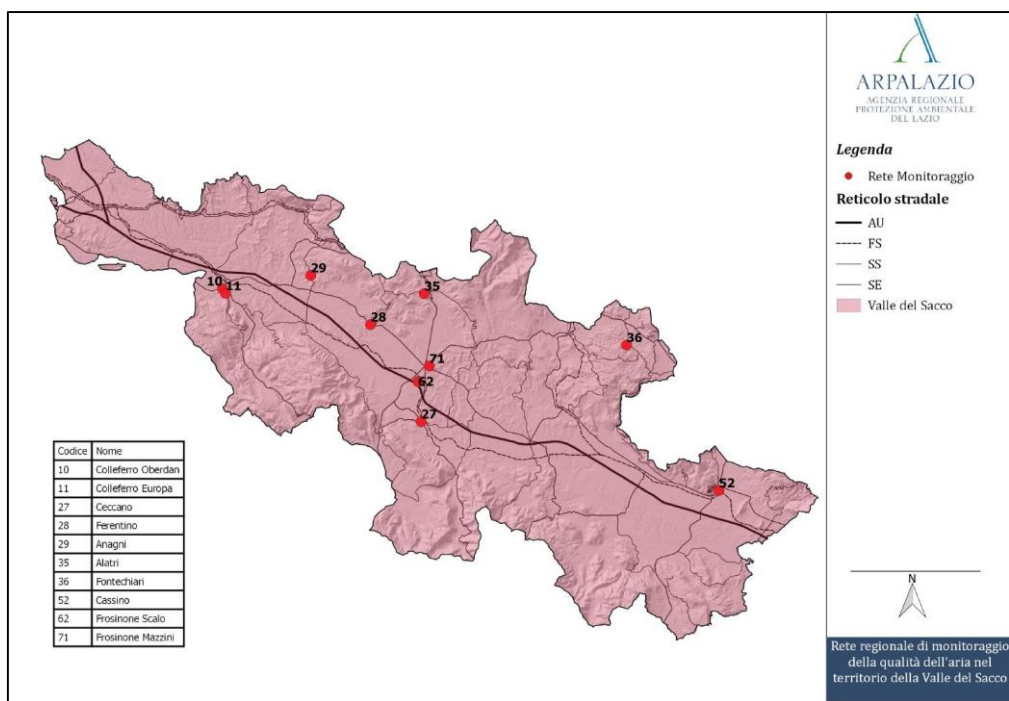 ARPALAZIO
AGENZIA REGIONALE
PROTEZIONE AMBIENTALE
DEL LAZIO
Legenda
Rete Monitoraggio
Reticolo stradale
AU
FS
SS
SE
Valle del Sacco
29
10
11
35
28
36
71
62
27
52
Codice Nome
10 Colleferro Oberdan
11 Colleferro Europa
27 Ceccano
28 Ferentino
29 Anagni
35 Alatri
36 Fontechiari
52 Cassino
62 Frosinone Scalo
71 Frosinone Mazzini
N
Rete regionale di monitoraggio
della qualità dell'aria nel
territorio della Valle del Sacco